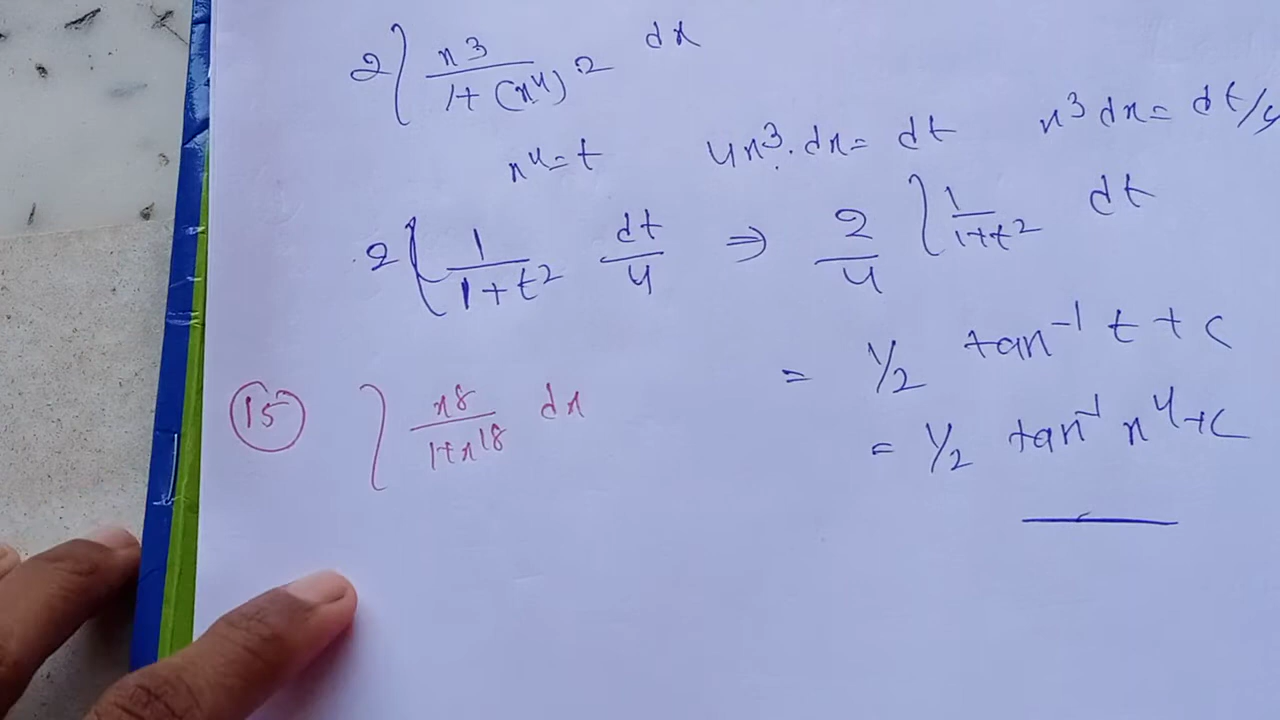 2∫ x3/1+(x4)2 dx
x4=t 4x3.dx= dt x3dx= dt/4
2∫ 1/1+t2 dt/4 ⇒ 2/4 ∫ 1/1+t2 dt
= 1/2 tan-1 t+c
(15) ∫ x8/1+x18 dx
= 1/2 tan-1 x4+c